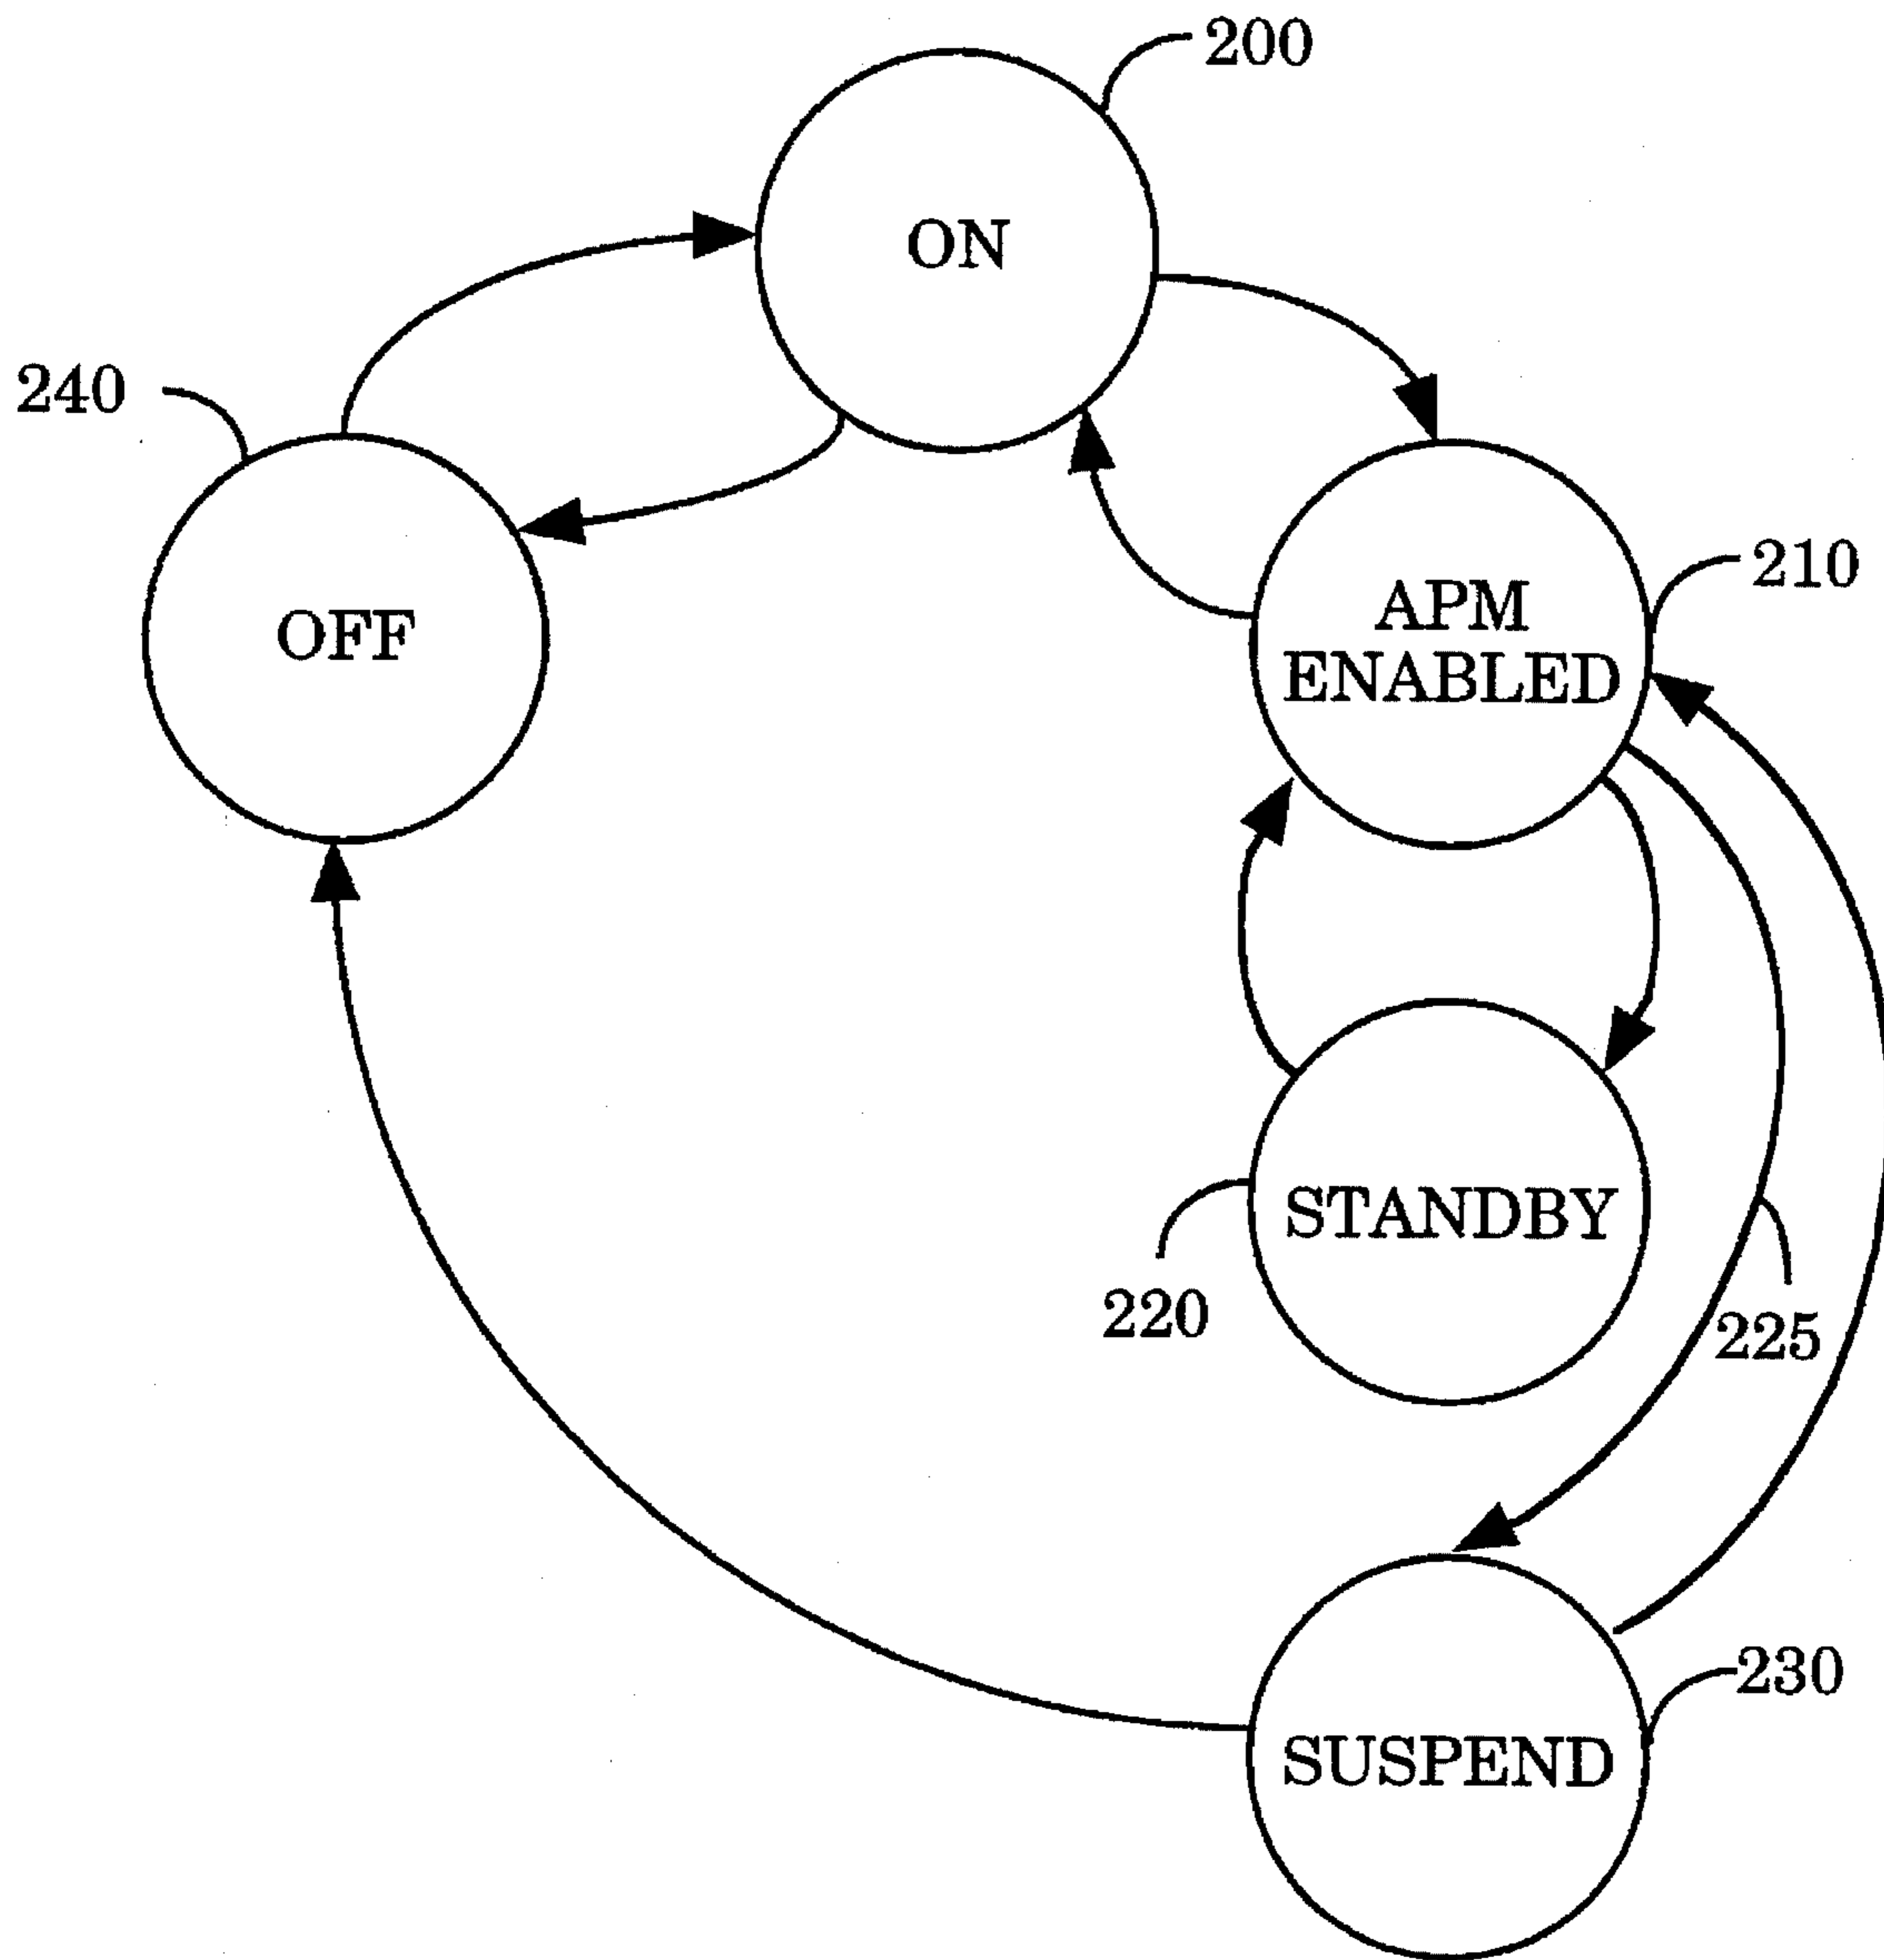 200
ON
240
OFF
210
APM
ENABLED
STANDBY
220
225
230
SUSPEND